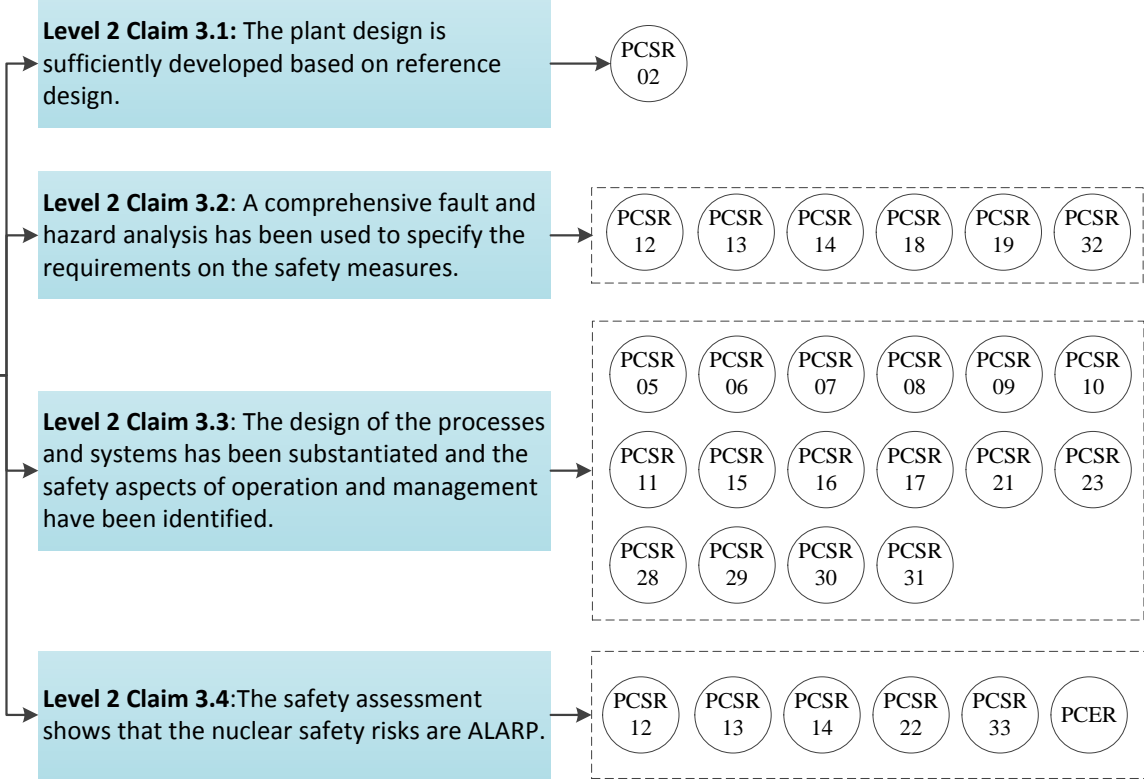 Level 2 Claim 3.1: The plant design is
sufficiently developed based on reference
design.
PCSR
02
Level 2 Claim 3.2: A comprehensive fault and
hazard analysis has been used to specify the
requirements on the safety measures.
PCSR
12
PCSR
13
PCSR
14
PCSR
18
PCSR
19
PCSR
32
Level 2 Claim 3.3: The design of the processes
and systems has been substantiated and the
safety aspects of operation and management
have been identified.
PCSR
05
PCSR
06
PCSR
07
PCSR
08
PCSR
09
PCSR
10
PCSR
11
PCSR
15
PCSR
16
PCSR
17
PCSR
21
PCSR
23
PCSR
28
PCSR
29
PCSR
30
PCSR
31
Level 2 Claim 3.4:The safety assessment
shows that the nuclear safety risks are ALARP.
PCSR
12
PCSR
13
PCSR
14
PCSR
22
PCSR
33
PCER